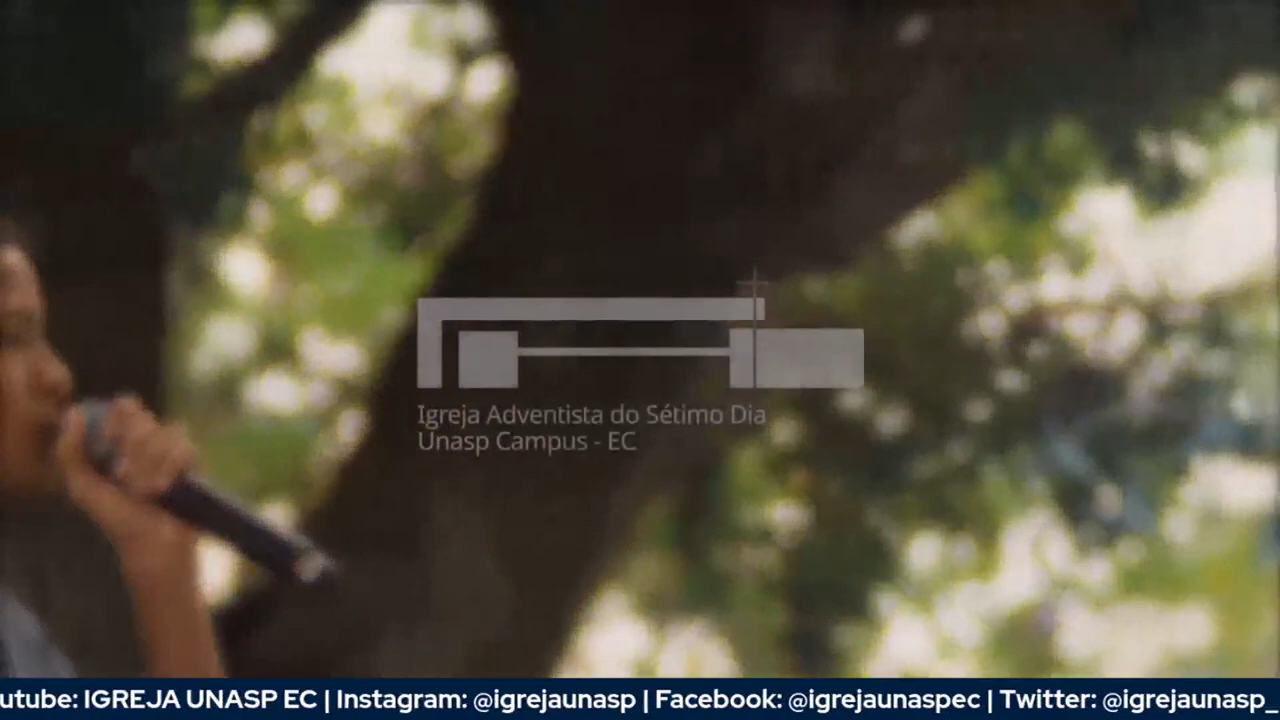 Igreja Adventista do Sétimo Dia
Unasp Campus - EC
utube: IGREJA UNASP EC | Instagram: @igrejaunasp | Facebook: @igrejaunaspec | Twitter: @igrejaunasp_